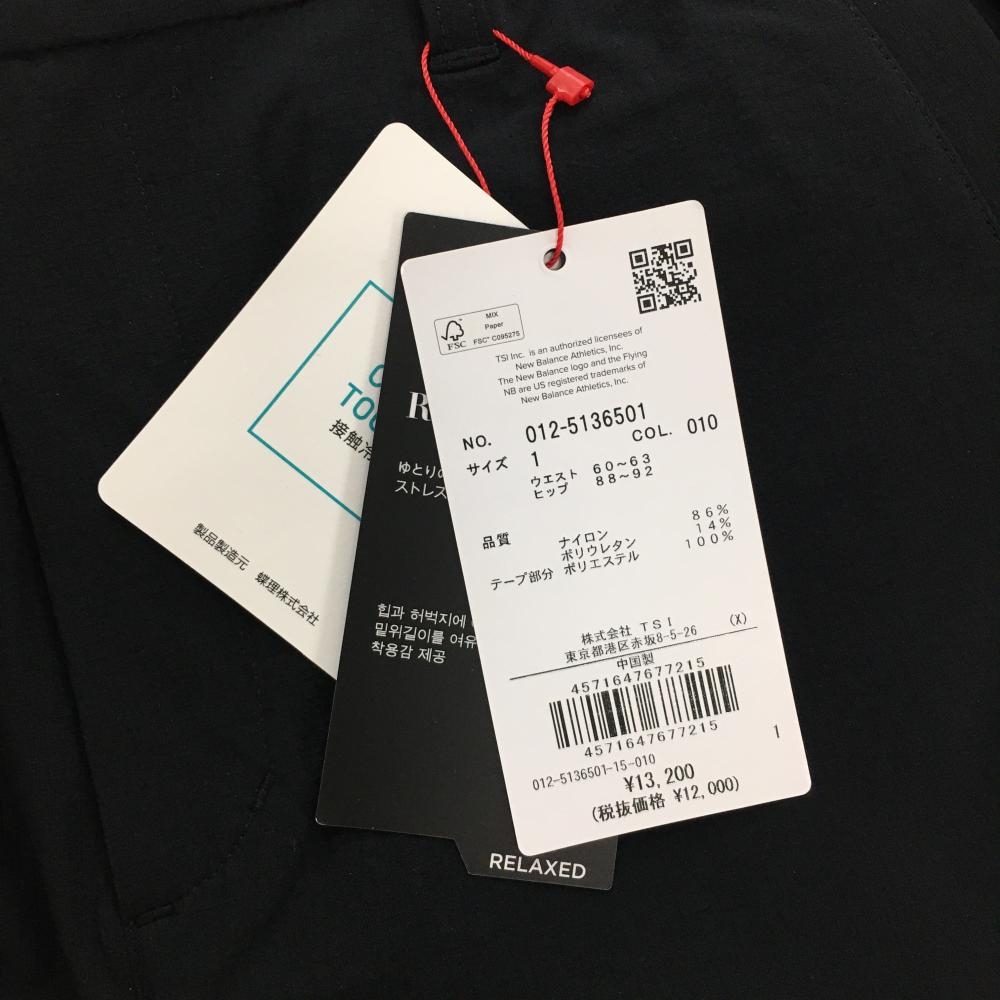 MIX
Paper
FSC® C095275
FSC
TSI Inc. is an authorized licensees of
New Balance Athletics, Inc.
The New Balance logo and the Flying
NB are US registered trademarks of
New Balance Athletics, Inc.
NO. 012-5136501 COL. 010
サイズ 1
ウエスト 60~63
ヒップ 88~92
品質 ナイロン 86%
ポリウレタン 14%
テープ部分 ポリエステル 100%
株式会社 TSI (X)
東京都港区赤坂8-5-26
中国製
4571647677215
4571647677215
012-5136501-15-010 1
¥13,200
(税抜価格 ¥12,000)
R
ゆとりの
ストレス
힙과 허벅지에
밑위길이를 여유
착용감 제공
RELAXED
TOU
接触冷
製品製造元 蝶理株式会社